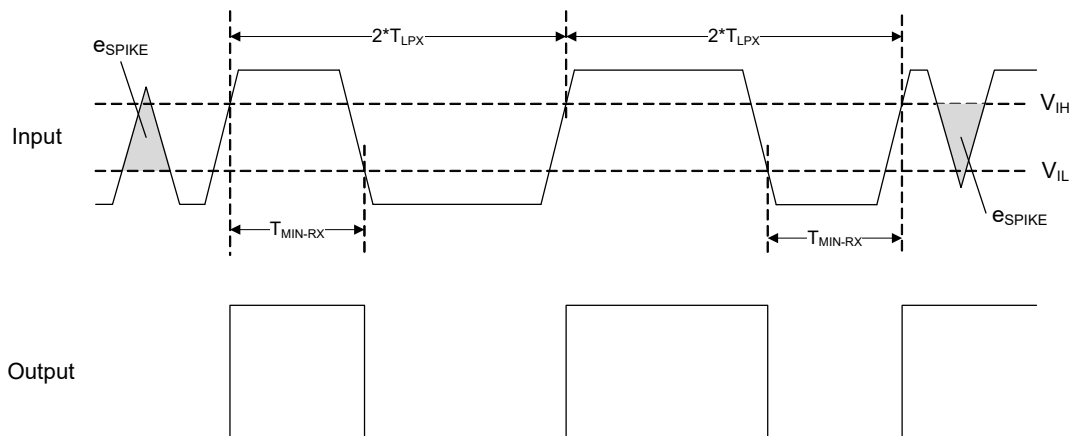 2*TLPX 2*TLPX
eSPIKE
VIH
Input
VIL
eSPIKE
TMIN-RX TMIN-RX
Output